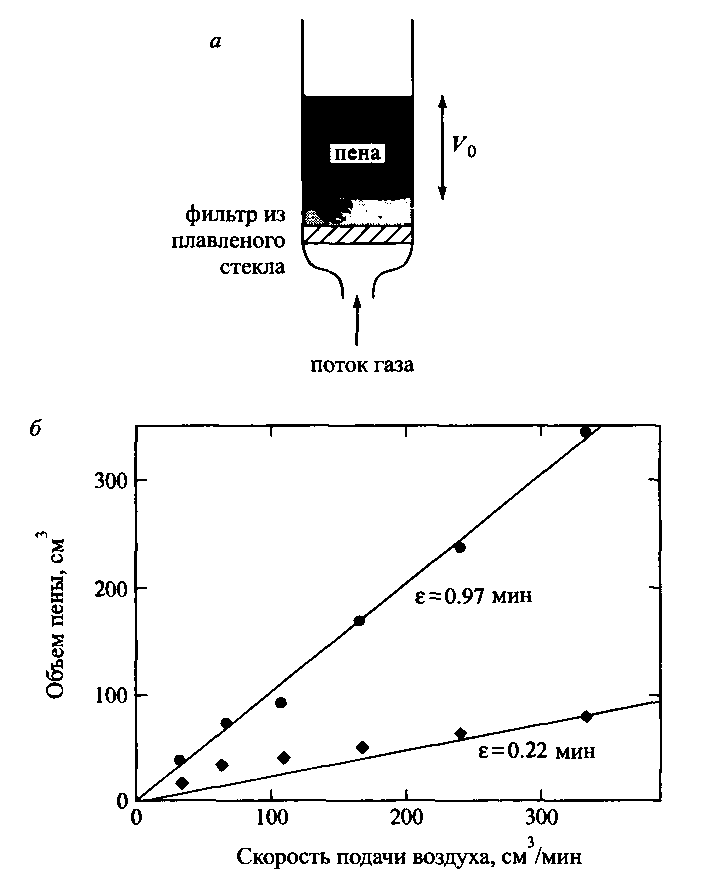 а
пена
V₀
фильтр из
плавленого
стекла
поток газа
б
Объем пены, см³
300
200
100
0
ε=0.97 мин
ε=0.22 мин
0
100
200
300
Скорость подачи воздуха, см³/мин